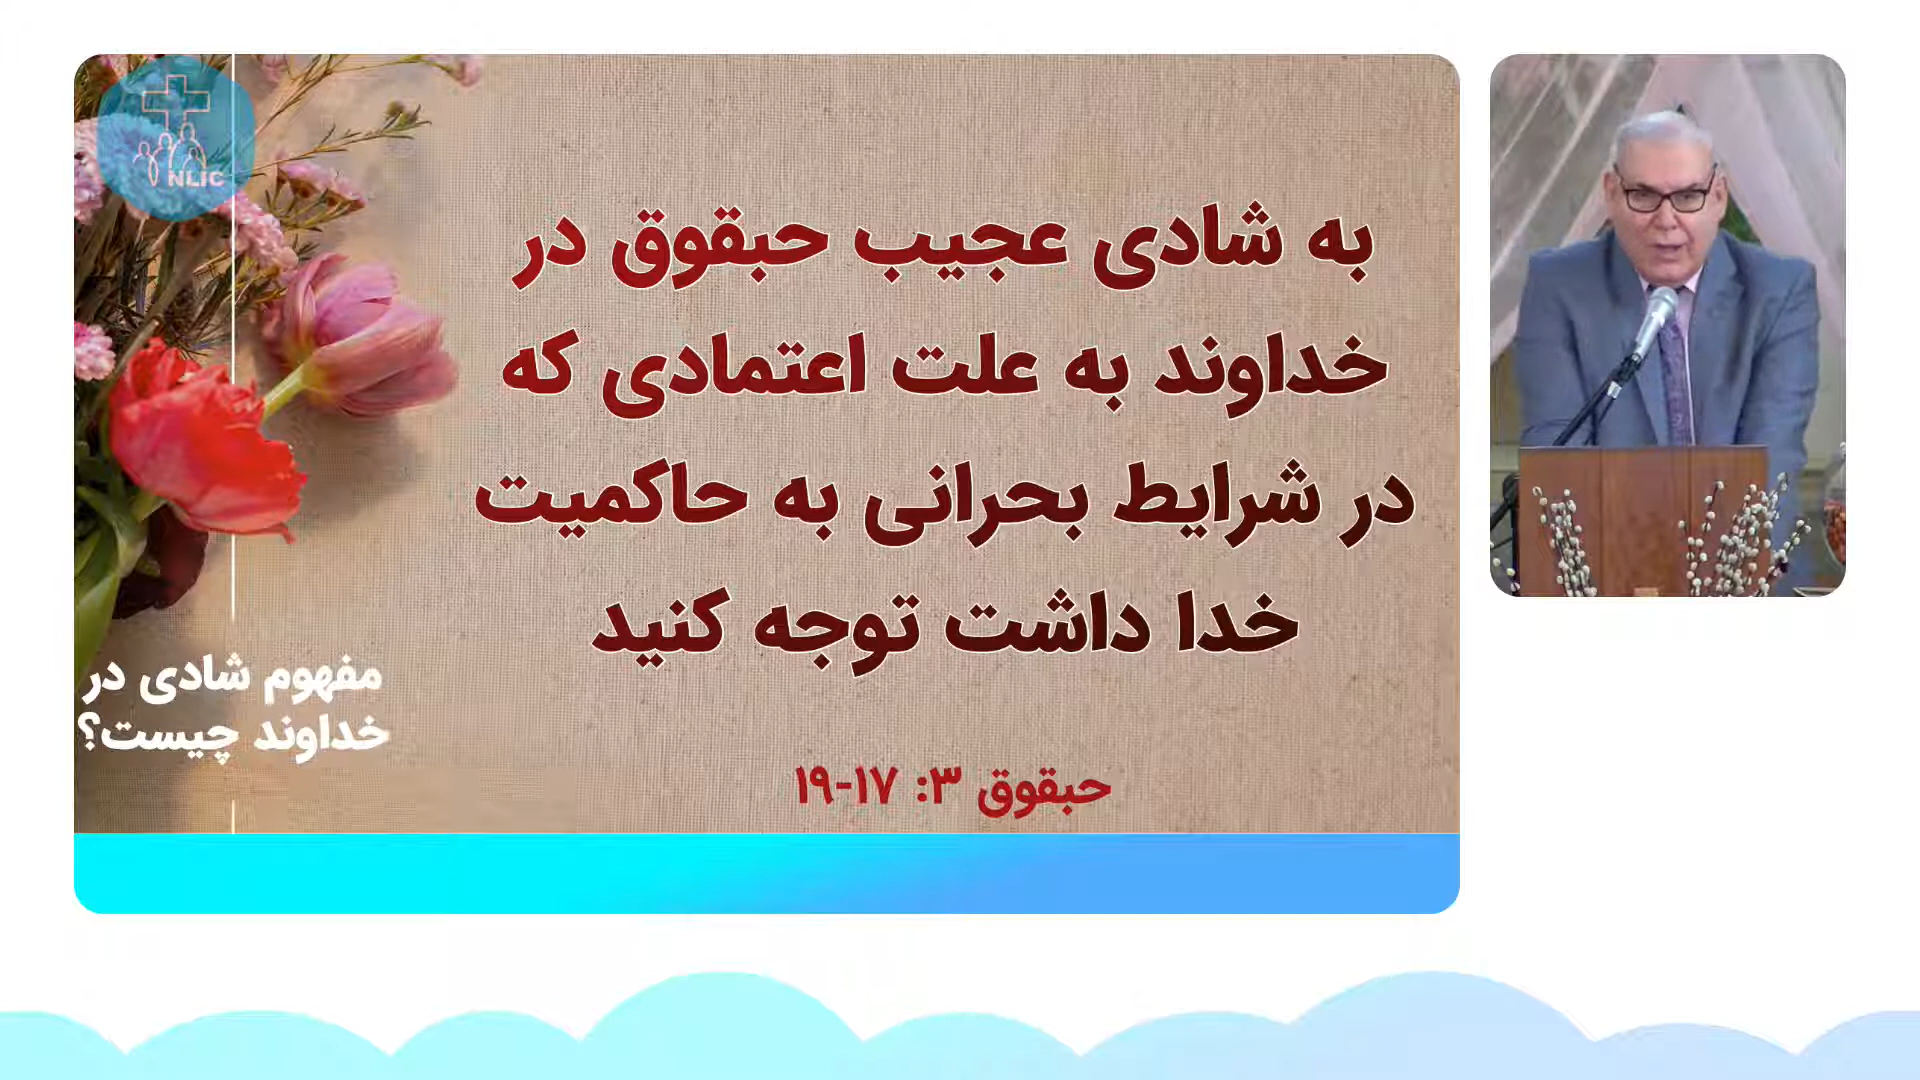 NLIC
به شادی عجیب حبقوق در
خداوند به علت اعتمادی که
در شرایط بحرانی به حاکمیت
خدا داشت توجه کنید
حبقوق ۳: ۱۷-۱۹
مفهوم شادی در
خداوند چیست؟